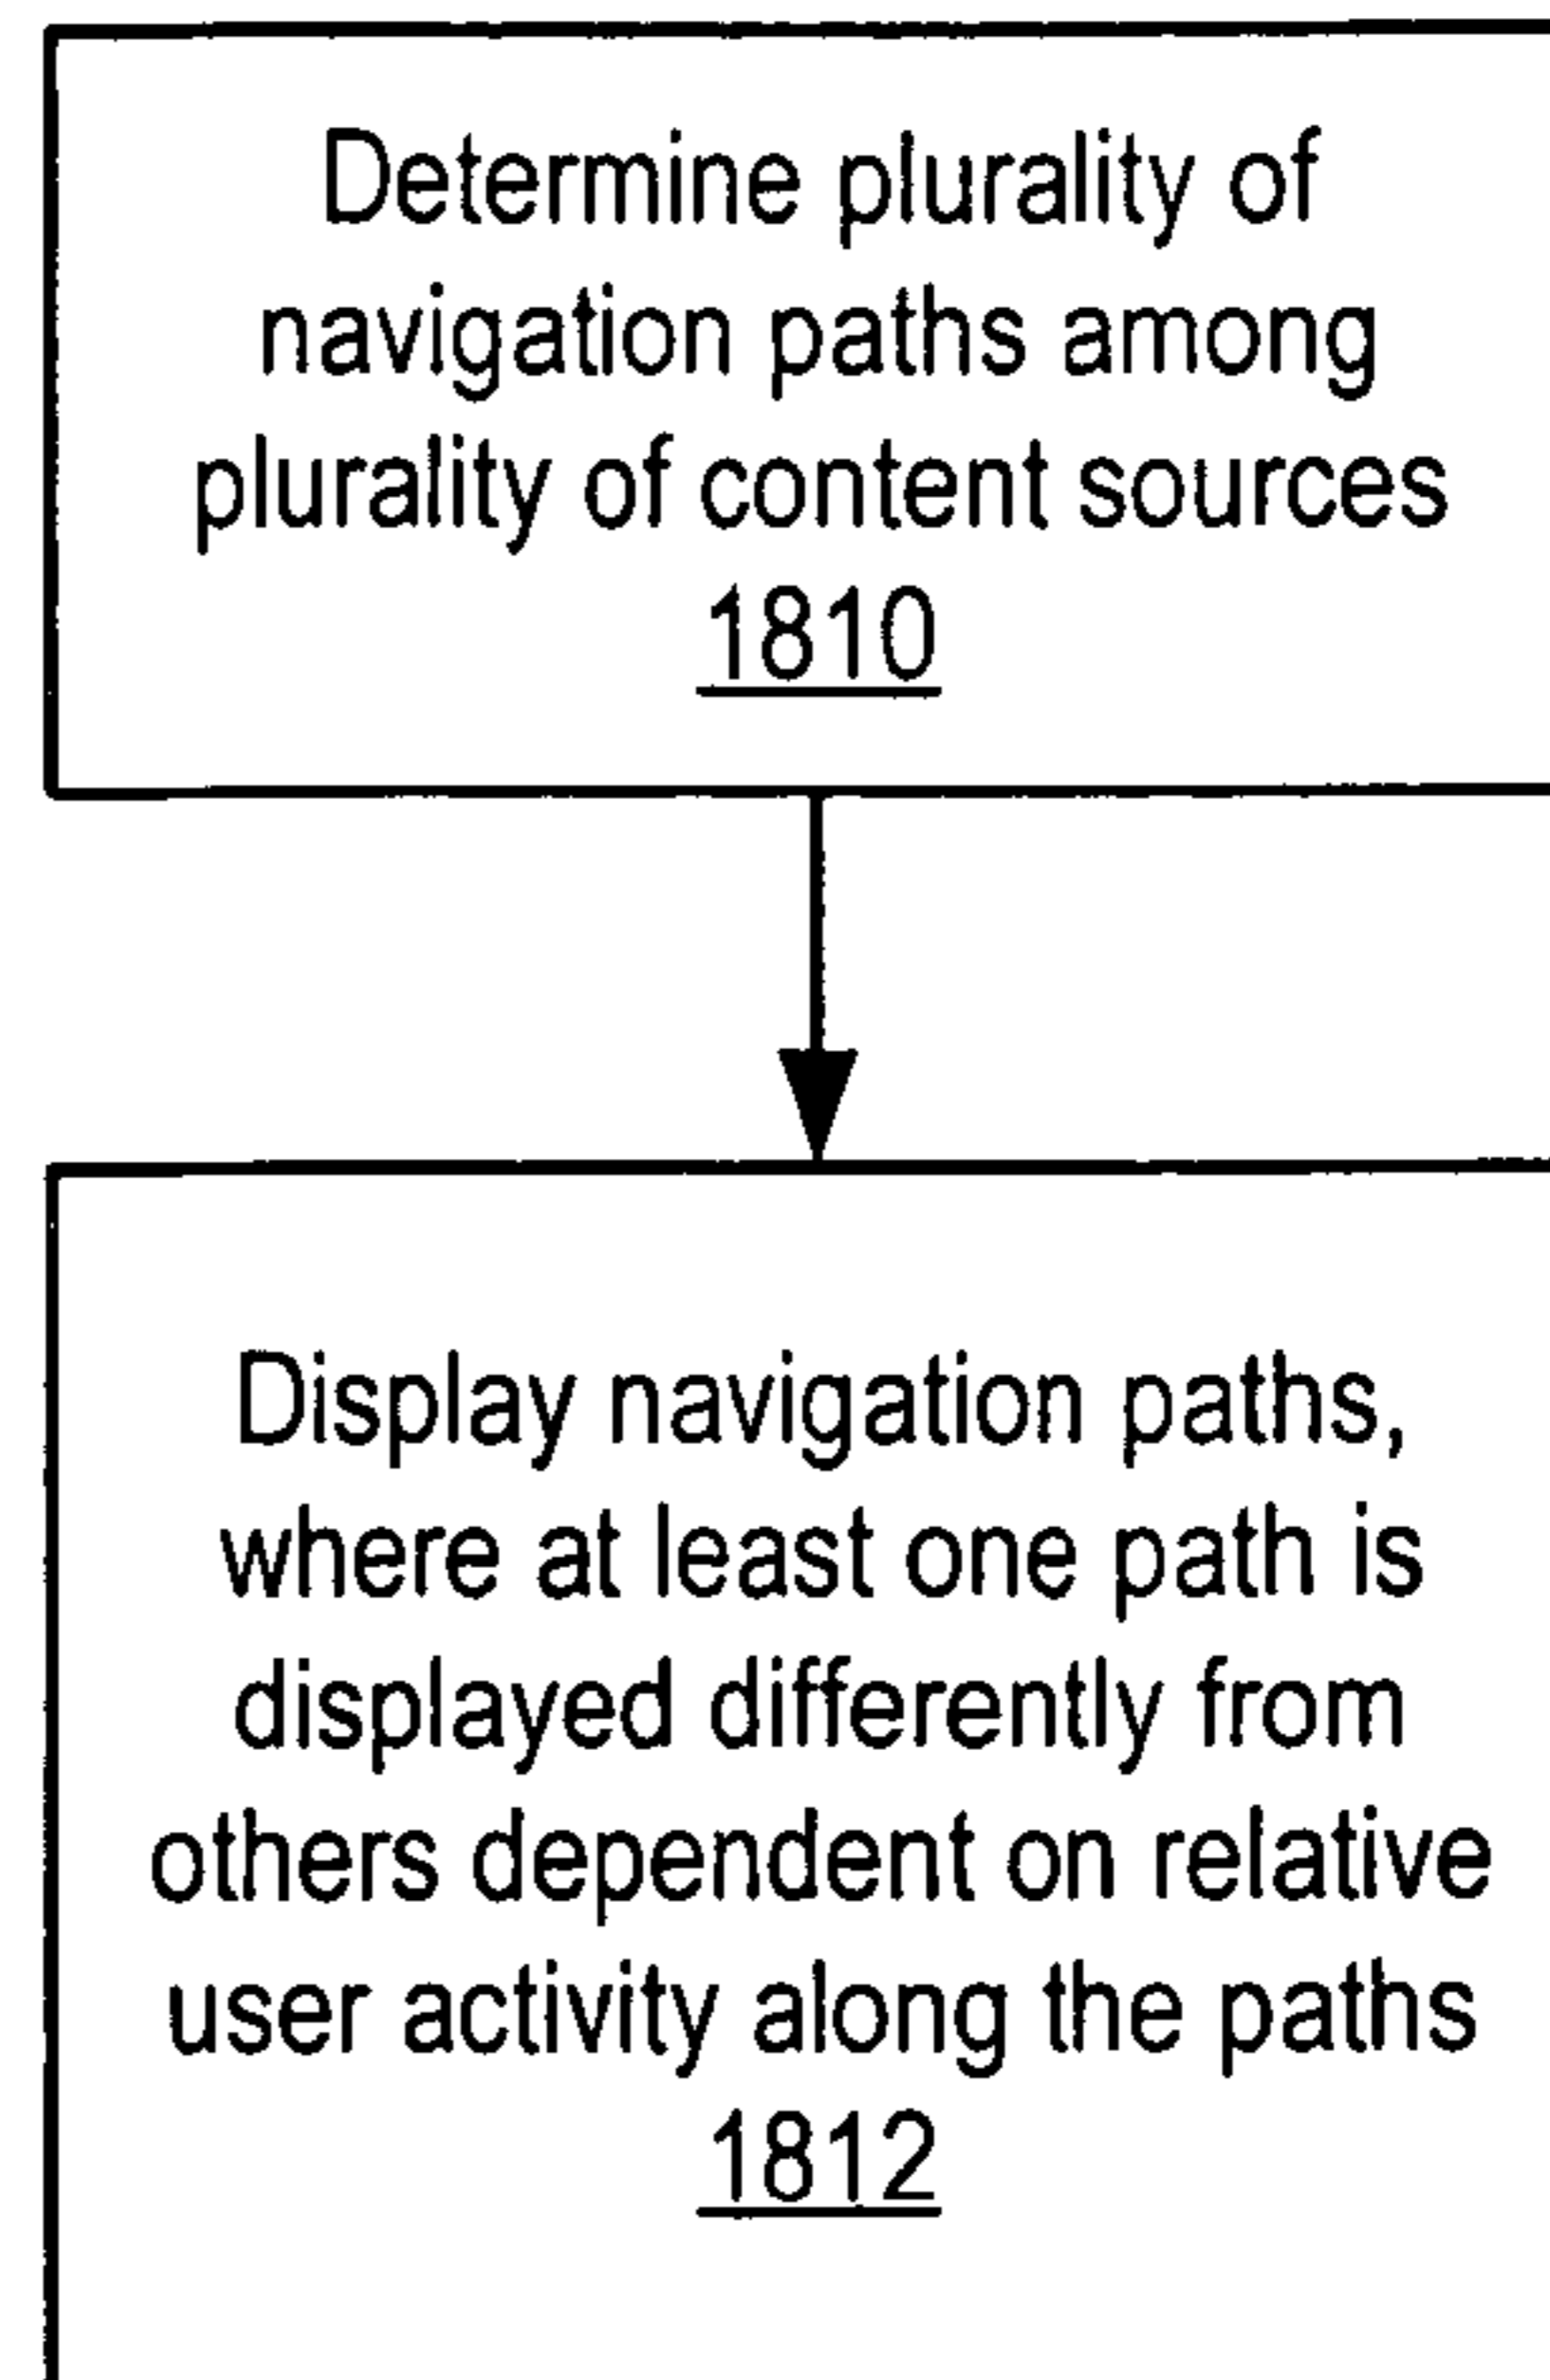 Determine plurality of
navigation paths among
plurality of content sources
1810
Display navigation paths,
where at least one path is
displayed differently from
others dependent on relative
user activity along the paths
1812